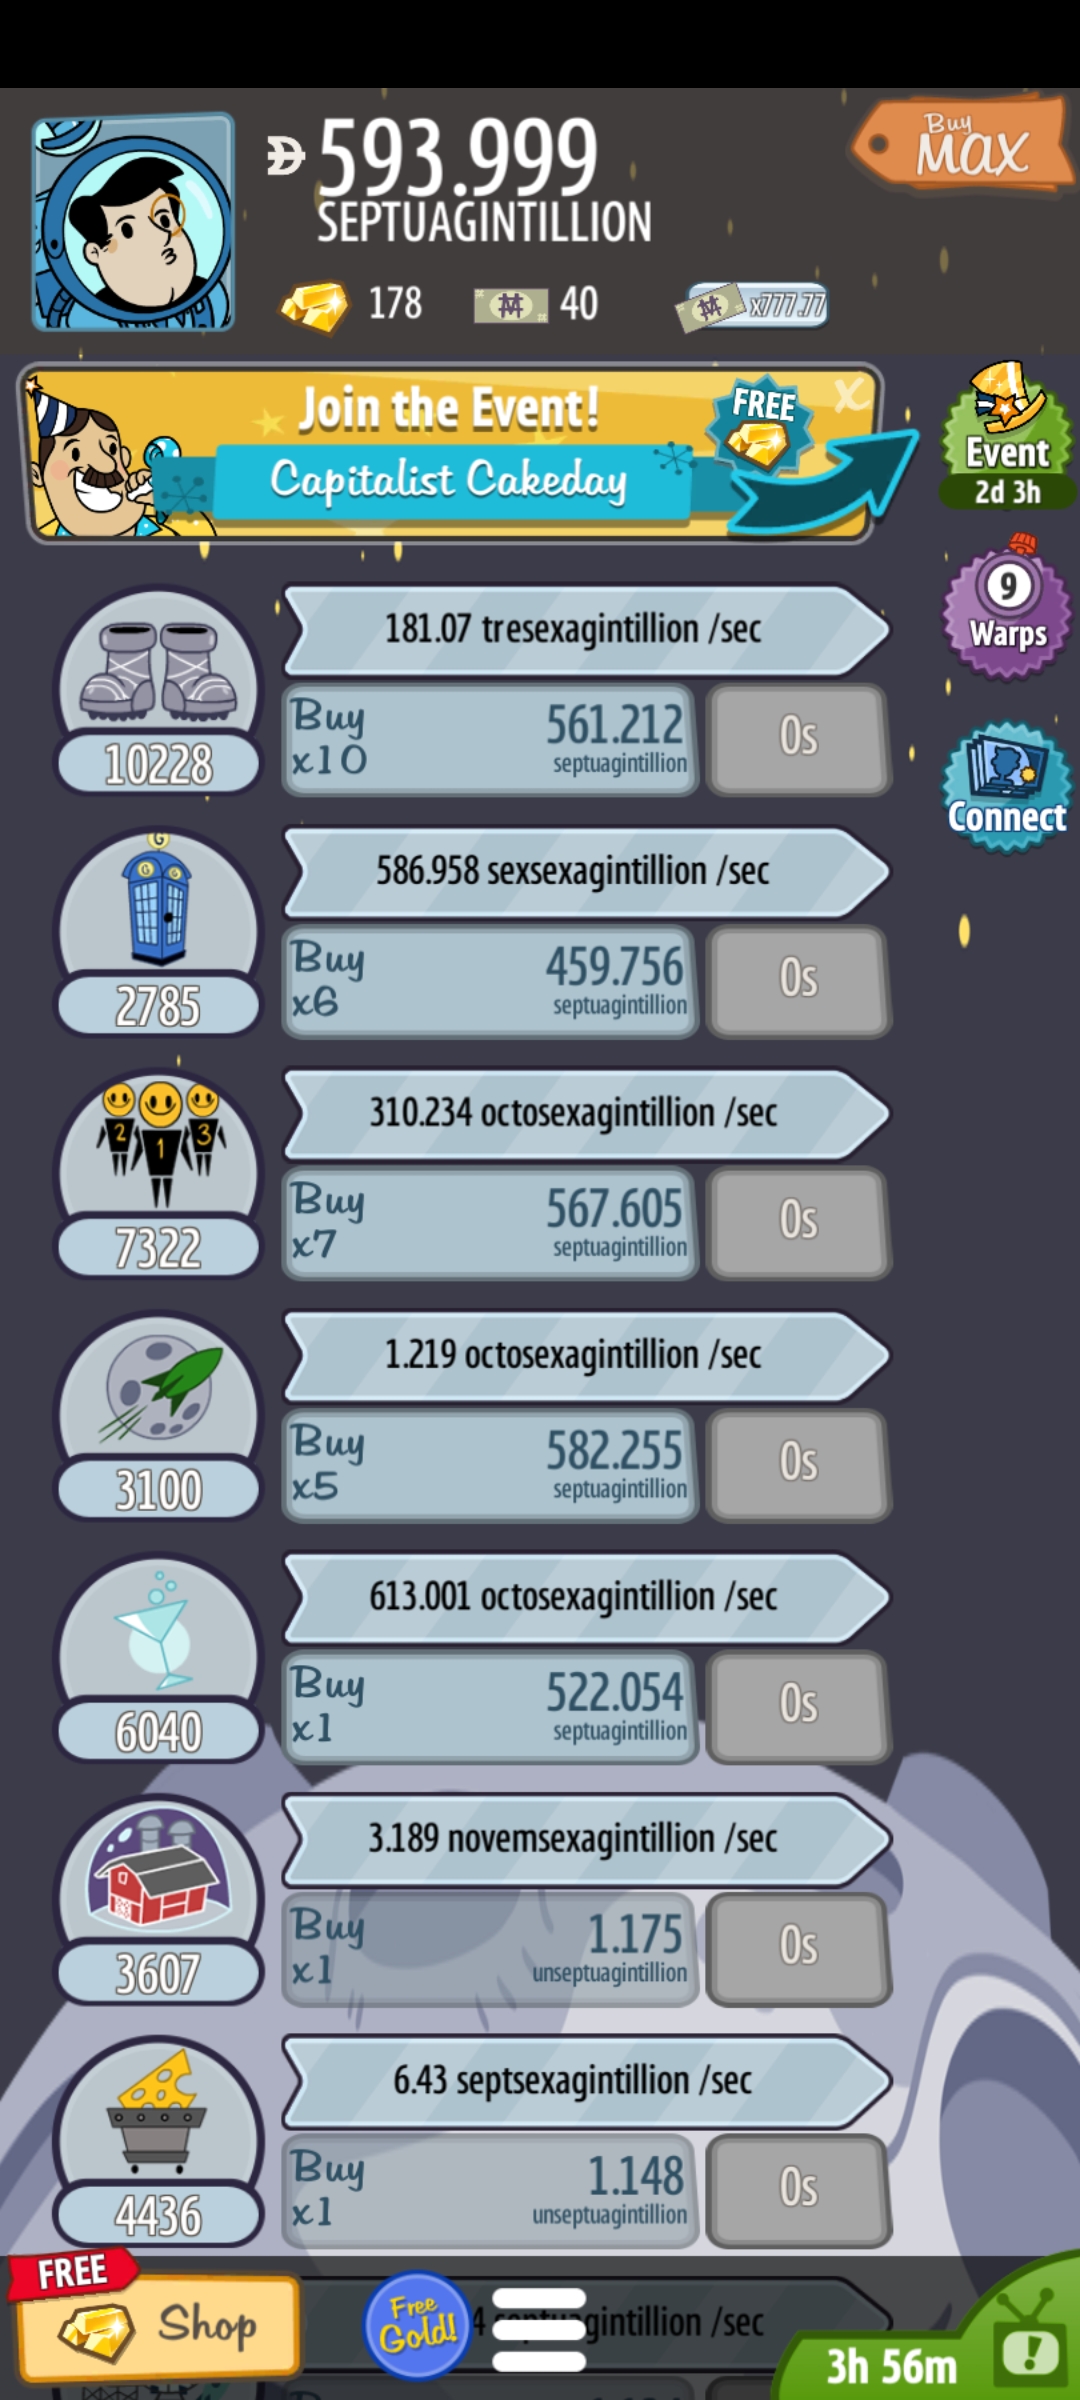 593.999
SEPTUAGINTILLION
Buy
MAX
178
40
x777.77
Join the Event!
FREE
X
Capitalist Cakeday
Event
2d 3h
9
Warps
Connect
181.07 tresexagintillion /sec
Buy
x10
561.212
septuagintillion
0s
10228
G
G G
586.958 sexsexagintillion /sec
Buy
x6
459.756
septuagintillion
0s
2785
2 1 3
310.234 octosexagintillion /sec
Buy
x7
567.605
septuagintillion
0s
7322
1.219 octosexagintillion /sec
Buy
x5
582.255
septuagintillion
0s
3100
613.001 octosexagintillion /sec
Buy
x1
522.054
septuagintillion
0s
6040
3.189 novemsexagintillion /sec
Buy
x1
1.175
unseptuagintillion
0s
3607
6.43 septsexagintillion /sec
Buy
x1
1.148
unseptuagintillion
0s
4436
FREE
Shop
Free
Gold!
/sec
3h 56m
!